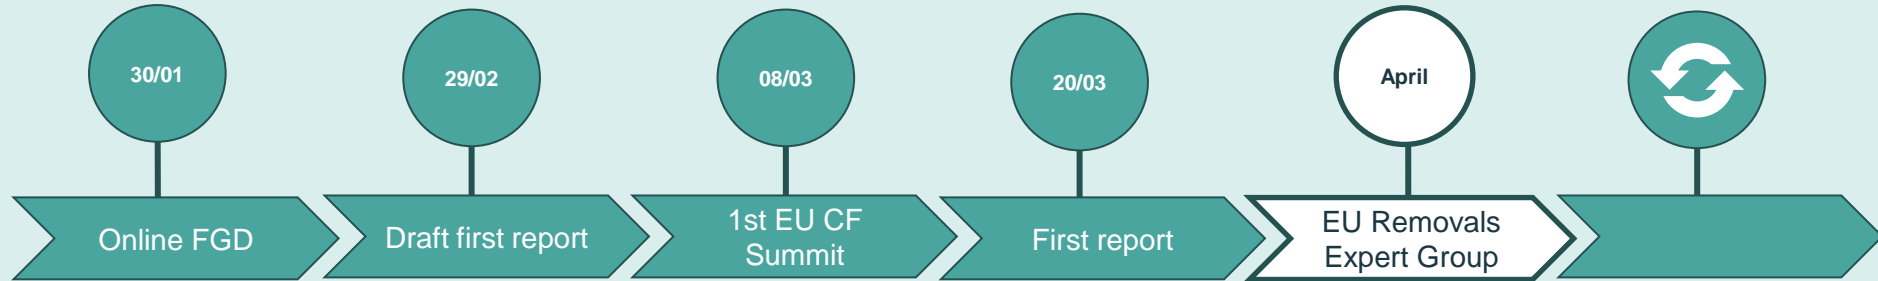 30/01
29/02
08/03
20/03
April
Online FGD
Draft first report
1st EU CF
Summit
First report
EU Removals
Expert Group